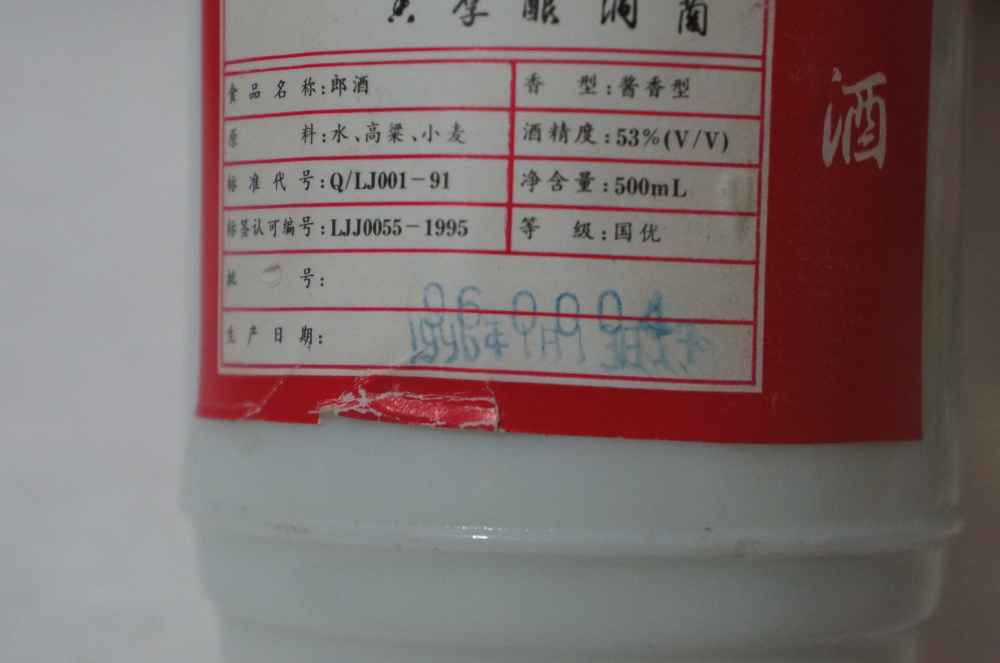 食品名称：郎酒 香型：酱香型
原料：水、高粱、小麦 酒精度：53%(V/V)
标准代号：Q/LJ001-91 净含量：500mL
标签认可编号：LJJ0055-1995 等级：国优
批号：
生产日期：
酒